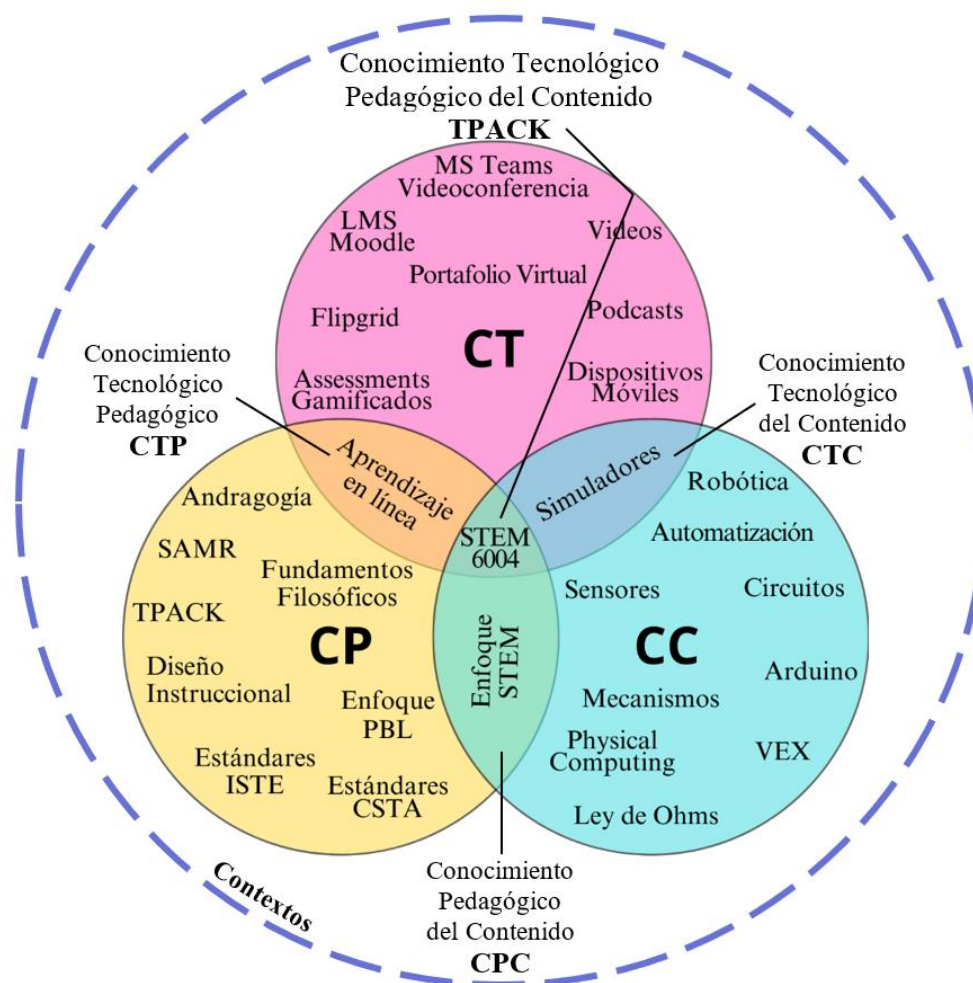 Conocimiento Tecnológico
Pedagógico del Contenido
TPACK
MS Teams
Videoconferencia
LMS
Moodle
Videos
Portafolio Virtual
Flipgrid
Podcasts
CT
Assessments
Gamificados
Dispositivos
Móviles
Conocimiento
Tecnológico
Pedagógico
CTP
Conocimiento
Tecnológico
del Contenido
CTC
Aprendizaje
en línea
Simuladores
STEM
6004
Andragogía
SAMR
Fundamentos
Filosóficos
TPACK
CP
Diseño
Instruccional
Enfoque
PBL
Estándares
ISTE
Estándares
CSTA
Enfoque
STEM
Robótica
Automatización
Sensores
Circuitos
CC
Arduino
Mecanismos
Physical
Computing
VEX
Ley de Ohms
Contextos
Conocimiento
Pedagógico
del Contenido
CPC